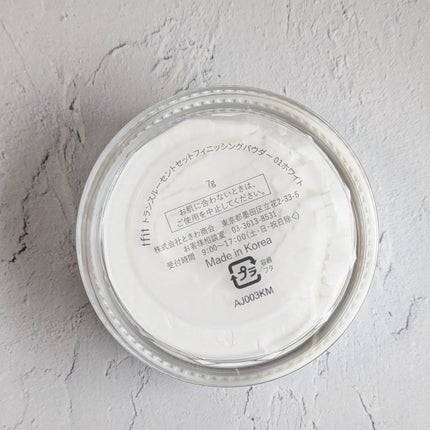 tfit トランスルーセントセットフィニッシングパウダー 03ホワイト
7g
お肌に合わないときは、
ご使用を中止してください。
株式会社ときわ商会 東京都墨田区立花2-33-6
お客様相談室 03-3613-8531
受付時間 9:00~17:00(土・日・祝日除く)
Made in Korea
プラ
容器
プタ
AJ003KM